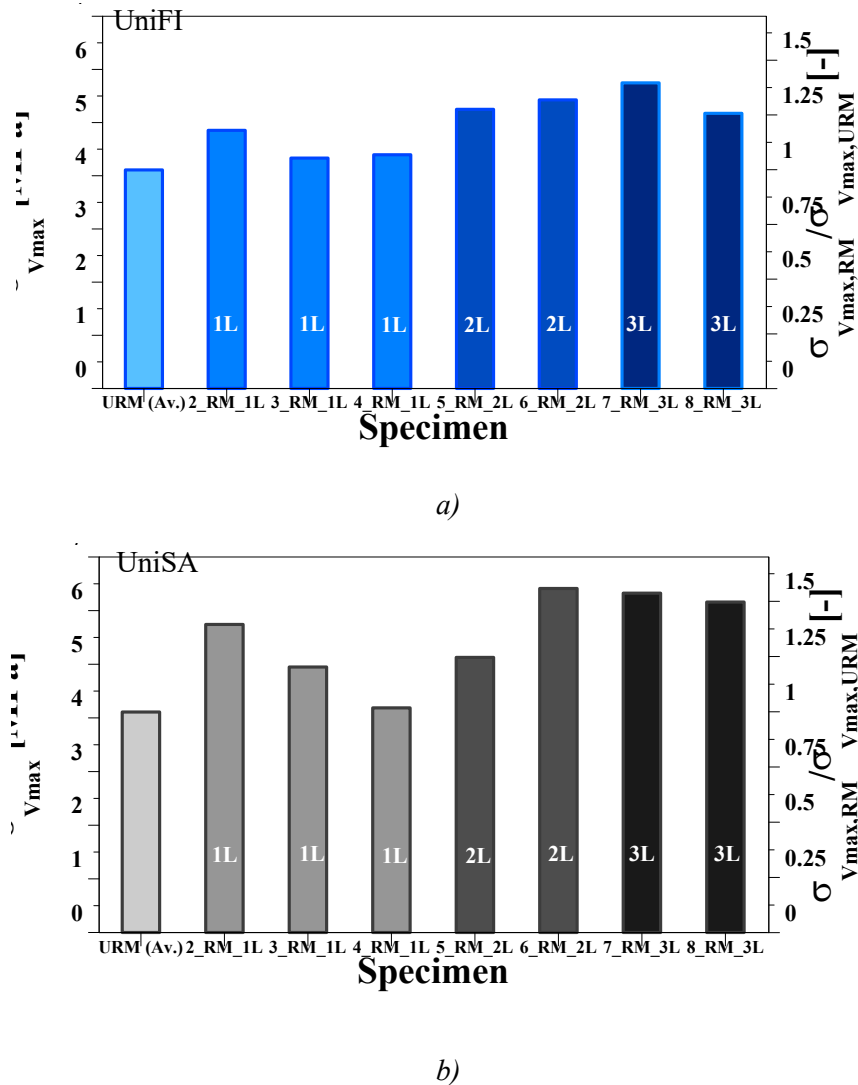 UniFI
6
5
4
3
2
1
0
Vmax
1.5
1.25
1
0.75
0.5
0.25
0
σ Vmax,RM /σ Vmax,URM [-]
1L
1L
1L
2L
2L
3L
3L
URM (Av.) 2_RM_1L 3_RM_1L 4_RM_1L 5_RM_2L 6_RM_2L 7_RM_3L 8_RM_3L
Specimen
a)
UniSA
6
5
4
3
2
1
0
Vmax
1.5
1.25
1
0.75
0.5
0.25
0
σ Vmax,RM /σ Vmax,URM [-]
1L
1L
1L
2L
2L
3L
3L
URM (Av.) 2_RM_1L 3_RM_1L 4_RM_1L 5_RM_2L 6_RM_2L 7_RM_3L 8_RM_3L
Specimen
b)